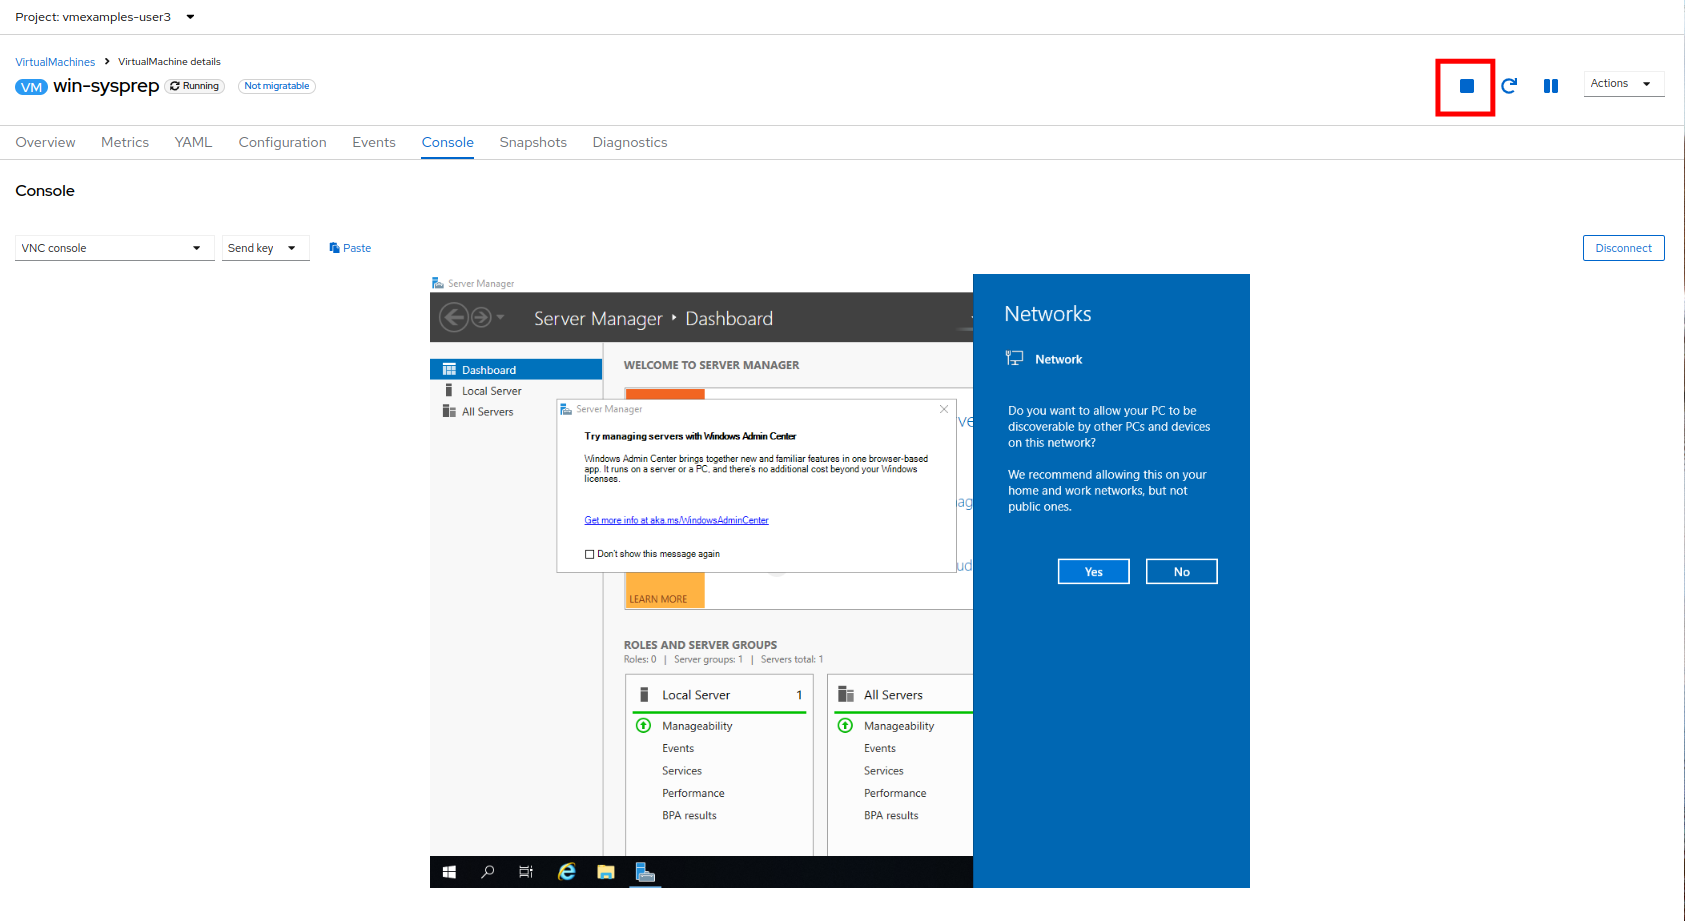 Project: vmexamples-user3
VirtualMachines > VirtualMachine details
VM win-sysprep Running Not migratable
Actions
Overview Metrics YAML Configuration Events Console Snapshots Diagnostics
Console
VNC console Send key Paste Disconnect
Server Manager
Server Manager ‣ Dashboard
Dashboard
Local Server
All Servers
WELCOME TO SERVER MANAGER
Server Manager
Try managing servers with Windows Admin Center
Windows Admin Center brings together new and familiar features in one browser-based
app. It runs on a server or a PC, and there's no additional cost beyond your Windows
licenses.
Get more info at aka.ms/WindowsAdminCenter
Don't show this message again
LEARN MORE
ROLES AND SERVER GROUPS
Roles: 0 | Server groups: 1 | Servers total: 1
Local Server 1
Manageability
Events
Services
Performance
BPA results
All Servers
Manageability
Events
Services
Performance
BPA results
Networks
Network
Do you want to allow your PC to be
discoverable by other PCs and devices
on this network?
We recommend allowing this on your
home and work networks, but not
public ones.
Yes No